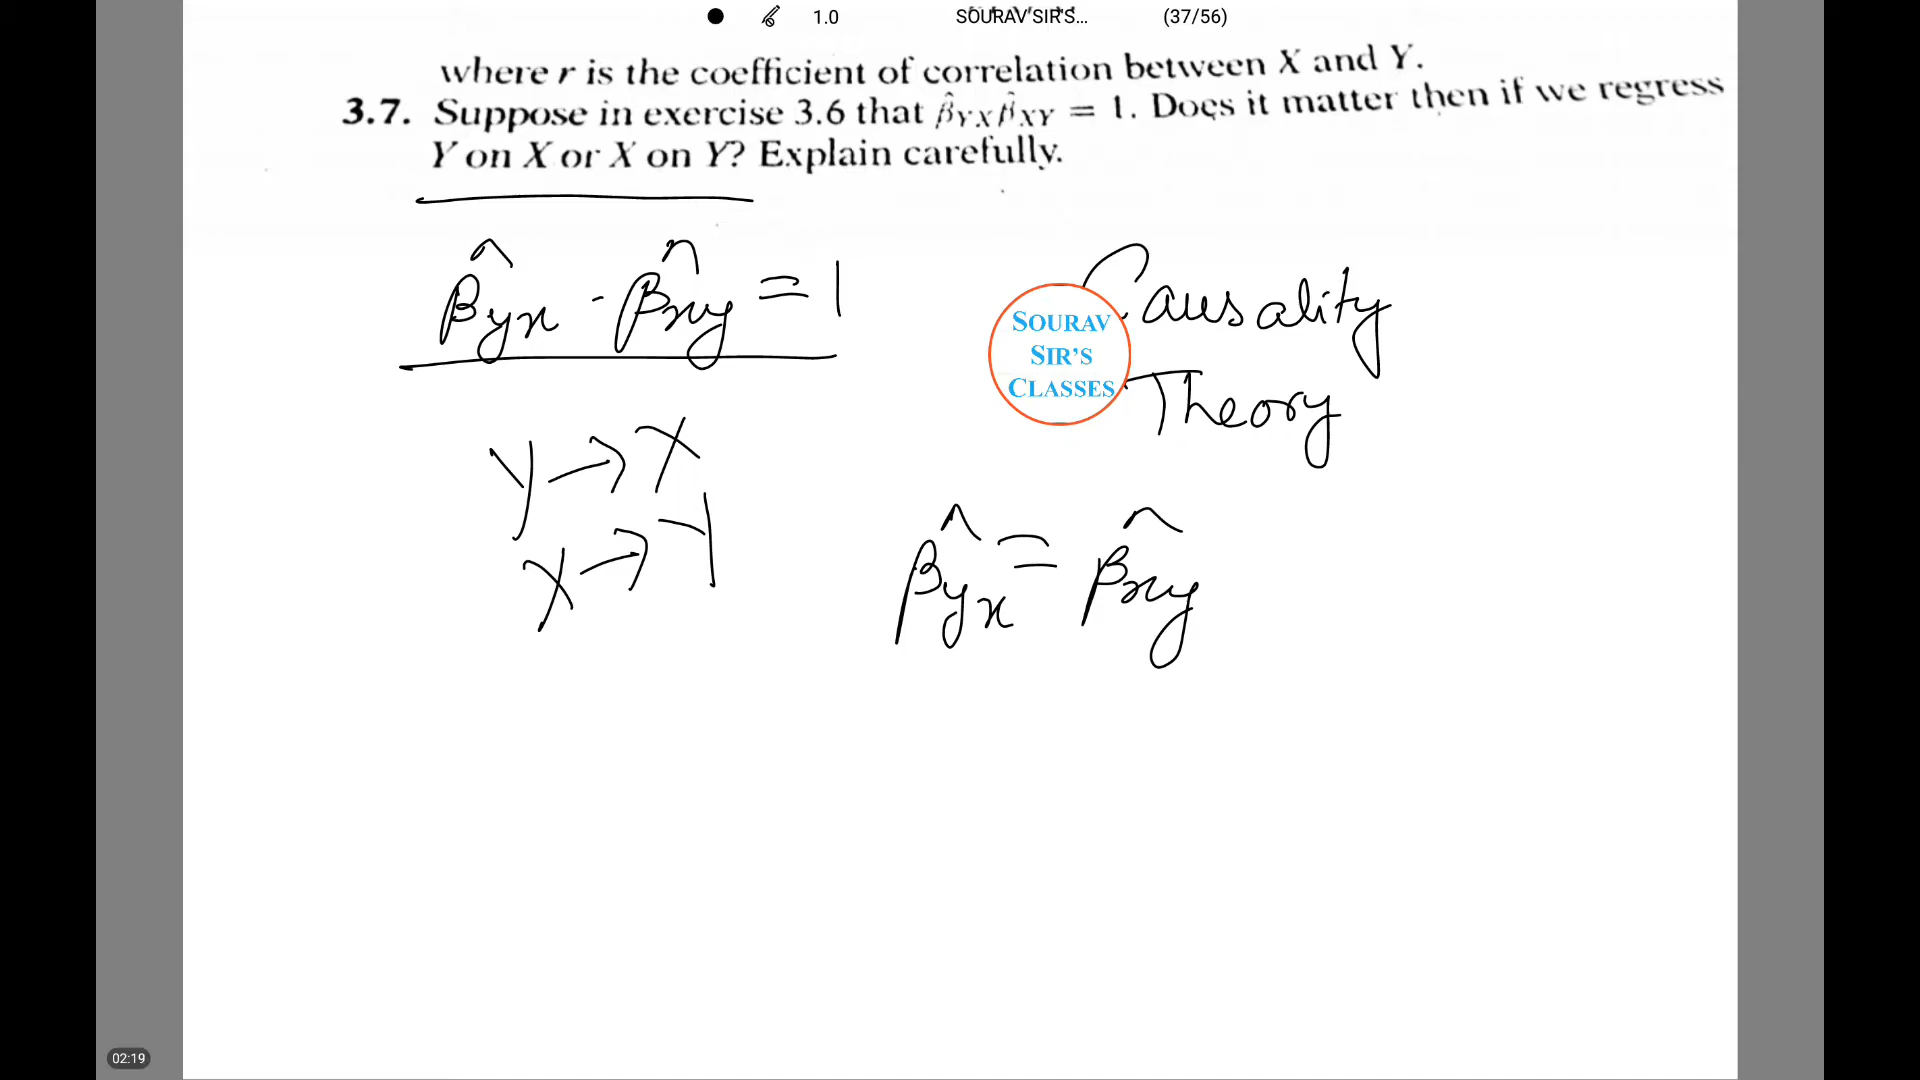 1.0 SOURAV SIR'S... (37/56)
where r is the coefficient of correlation between X and Y.
3.7. Suppose in exercise 3.6 that β̂YXβ̂XY = 1. Does it matter then if we regress
Y on X or X on Y? Explain carefully.
β̂yx · β̂xy = 1
Causality
Theory
SOURAV
SIR'S
CLASSES
Y → X
X → Y
β̂yx = β̂xy
02:19